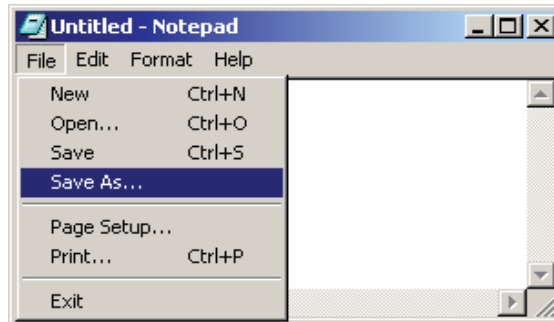 Untitled - Notepad
File Edit Format Help
New Ctrl+N
Open... Ctrl+O
Save Ctrl+S
Save As...
Page Setup...
Print... Ctrl+P
Exit